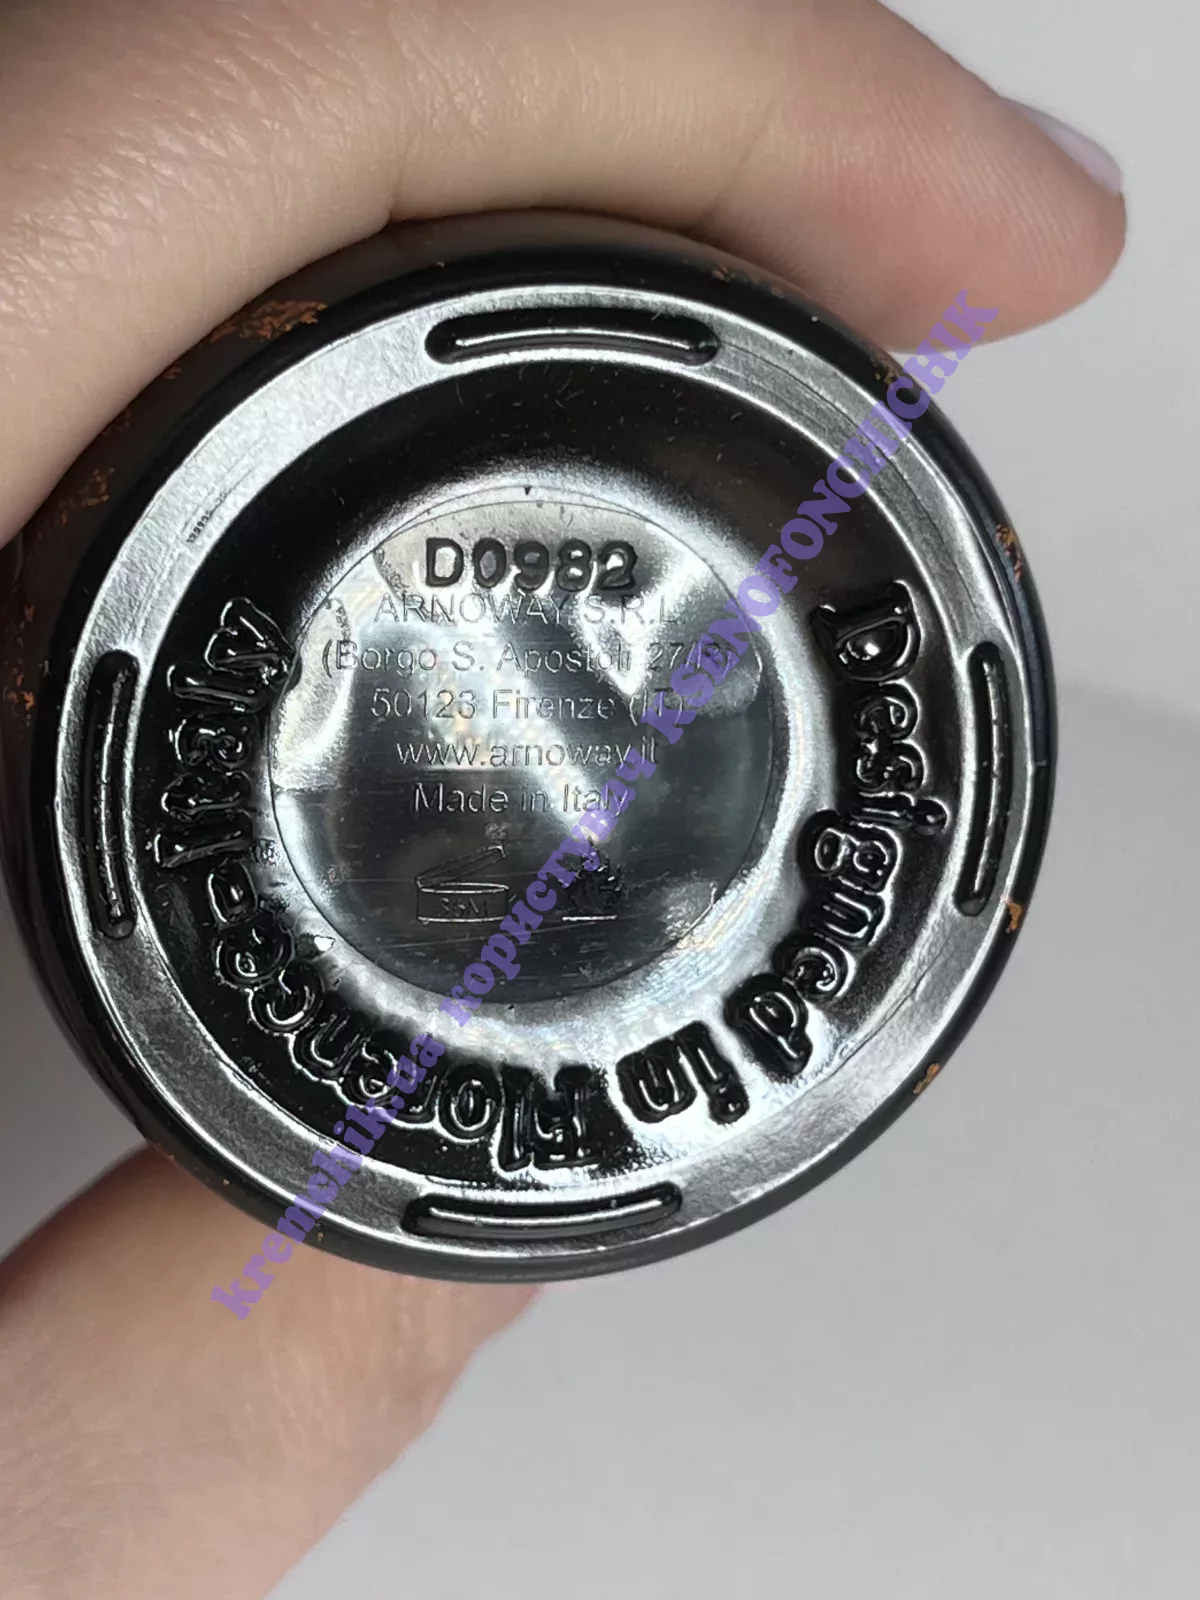 D0982
ARNOWAY S.R.L.
(Borgo S. Apostoli 27/R)
50123 Firenze (IT)
www.arnoway.it
Made in Italy
36M
Designed in Florence-Italy
kremchik.ua користувач KSENOFONCHICHIK